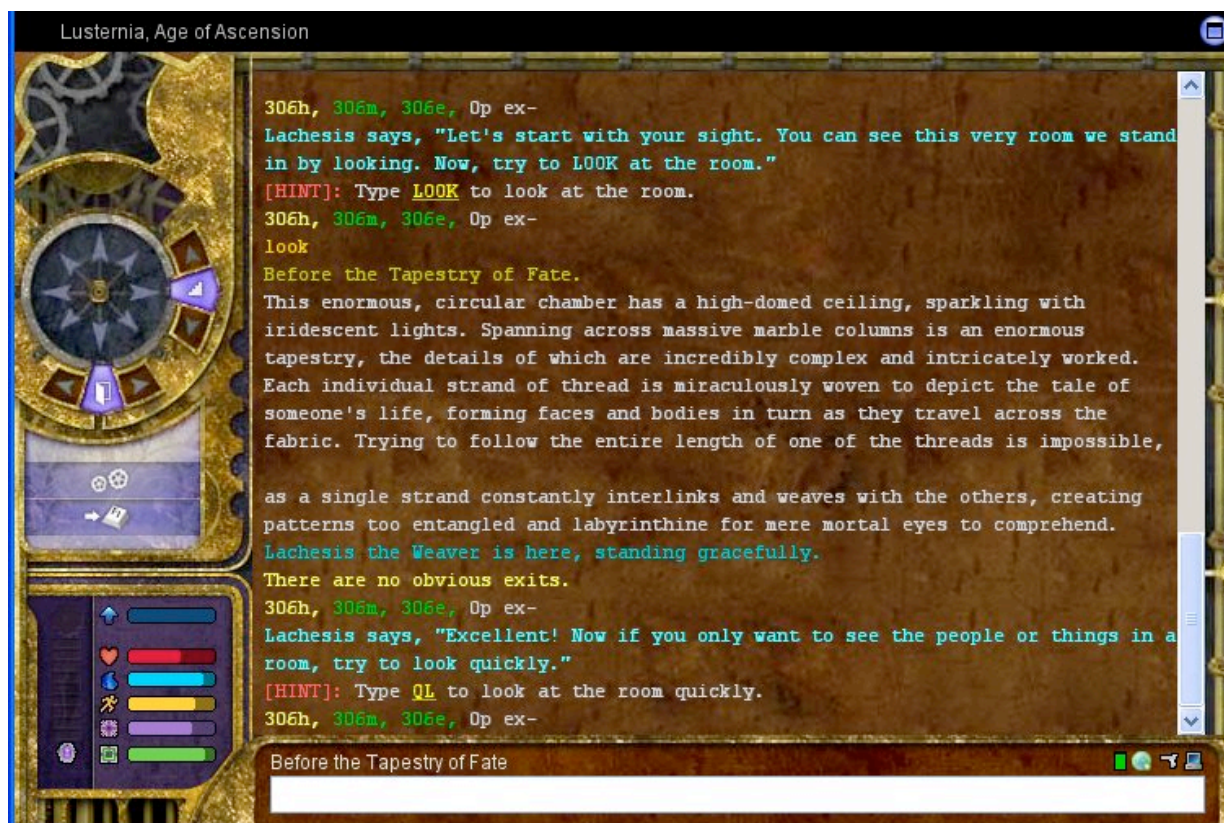 Lusternia, Age of Ascension
306h, 306m, 306e, 0p ex-
Lachesis says, "Let's start with your sight. You can see this very room we stand
in by looking. Now, try to LOOK at the room."
[HINT]: Type LOOK to look at the room.
306h, 306m, 306e, 0p ex-
look
Before the Tapestry of Fate.
This enormous, circular chamber has a high-domed ceiling, sparkling with
iridescent lights. Spanning across massive marble columns is an enormous
tapestry, the details of which are incredibly complex and intricately worked.
Each individual strand of thread is miraculously woven to depict the tale of
someone's life, forming faces and bodies in turn as they travel across the
fabric. Trying to follow the entire length of one of the threads is impossible,
as a single strand constantly interlinks and weaves with the others, creating
patterns too entangled and labyrinthine for mere mortal eyes to comprehend.
Lachesis the Weaver is here, standing gracefully.
There are no obvious exits.
306h, 306m, 306e, 0p ex-
Lachesis says, "Excellent! Now if you only want to see the people or things in a
room, try to look quickly."
[HINT]: Type QL to look at the room quickly.
306h, 306m, 306e, 0p ex-
Before the Tapestry of Fate